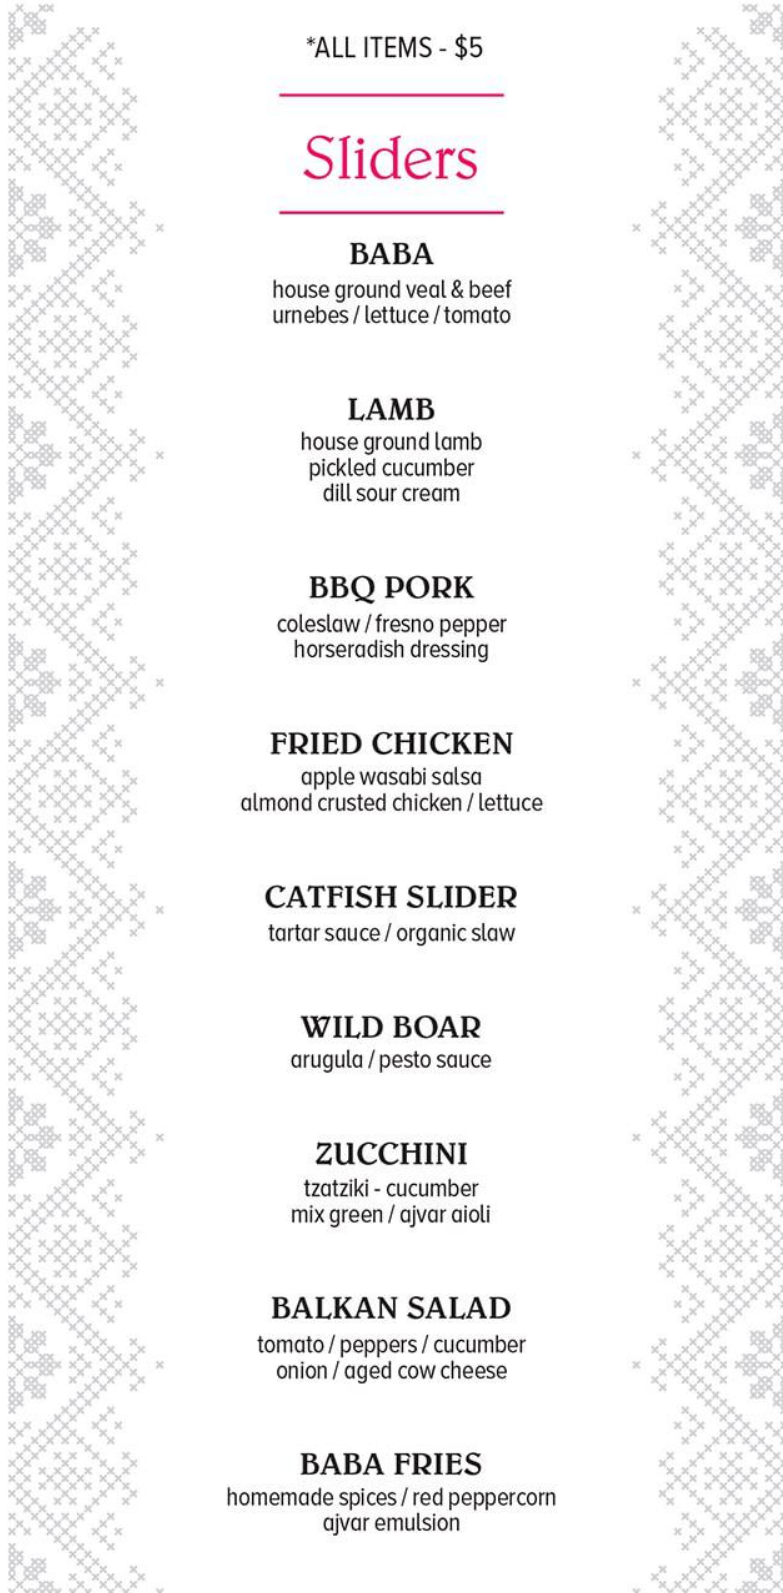 *ALL ITEMS - $5
Sliders
BABA
house ground veal & beef
urnebes / lettuce / tomato
LAMB
house ground lamb
pickled cucumber
dill sour cream
BBQ PORK
coleslaw / fresno pepper
horseradish dressing
FRIED CHICKEN
apple wasabi salsa
almond crusted chicken / lettuce
CATFISH SLIDER
tartar sauce / organic slaw
WILD BOAR
arugula / pesto sauce
ZUCCHINI
tzatziki - cucumber
mix green / ajvar aioli
BALKAN SALAD
tomato / peppers / cucumber
onion / aged cow cheese
BABA FRIES
homemade spices / red peppercorn
ajvar emulsion